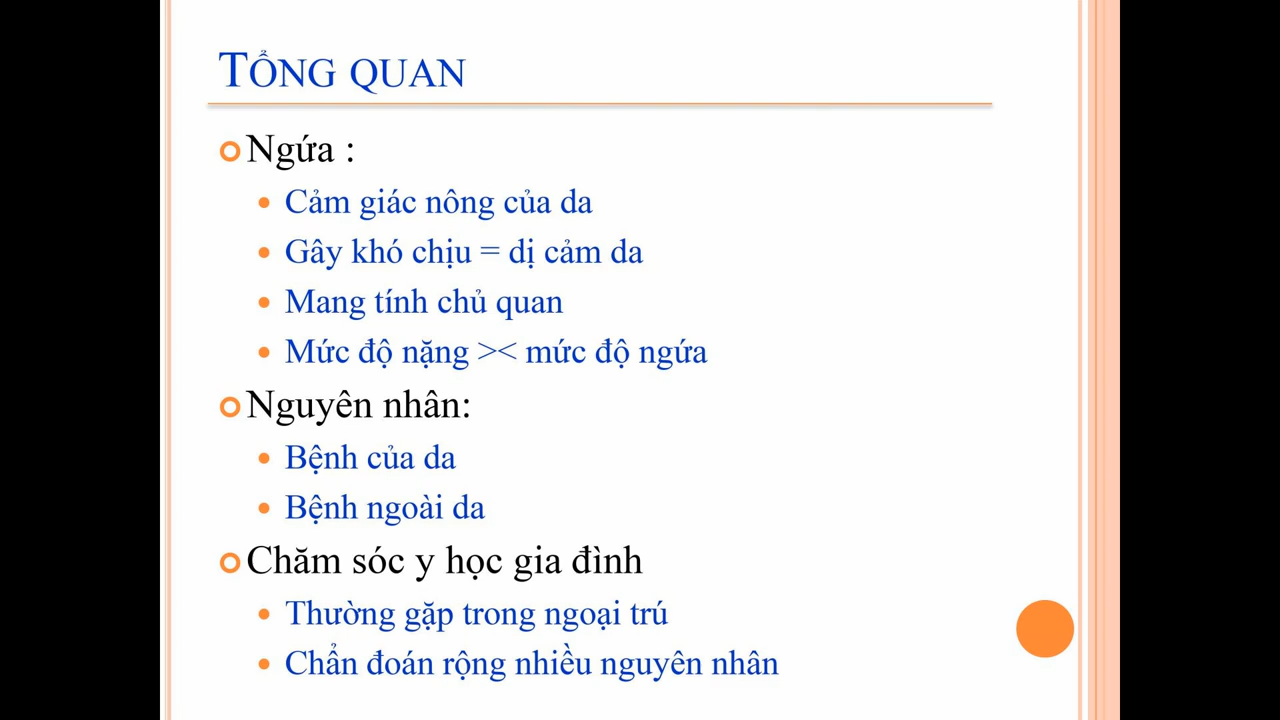 TỔNG QUAN
Ngứa :
Cảm giác nông của da
Gây khó chịu = dị cảm da
Mang tính chủ quan
Mức độ nặng >< mức độ ngứa
Nguyên nhân:
Bệnh của da
Bệnh ngoài da
Chăm sóc y học gia đình
Thường gặp trong ngoại trú
Chẩn đoán rộng nhiều nguyên nhân